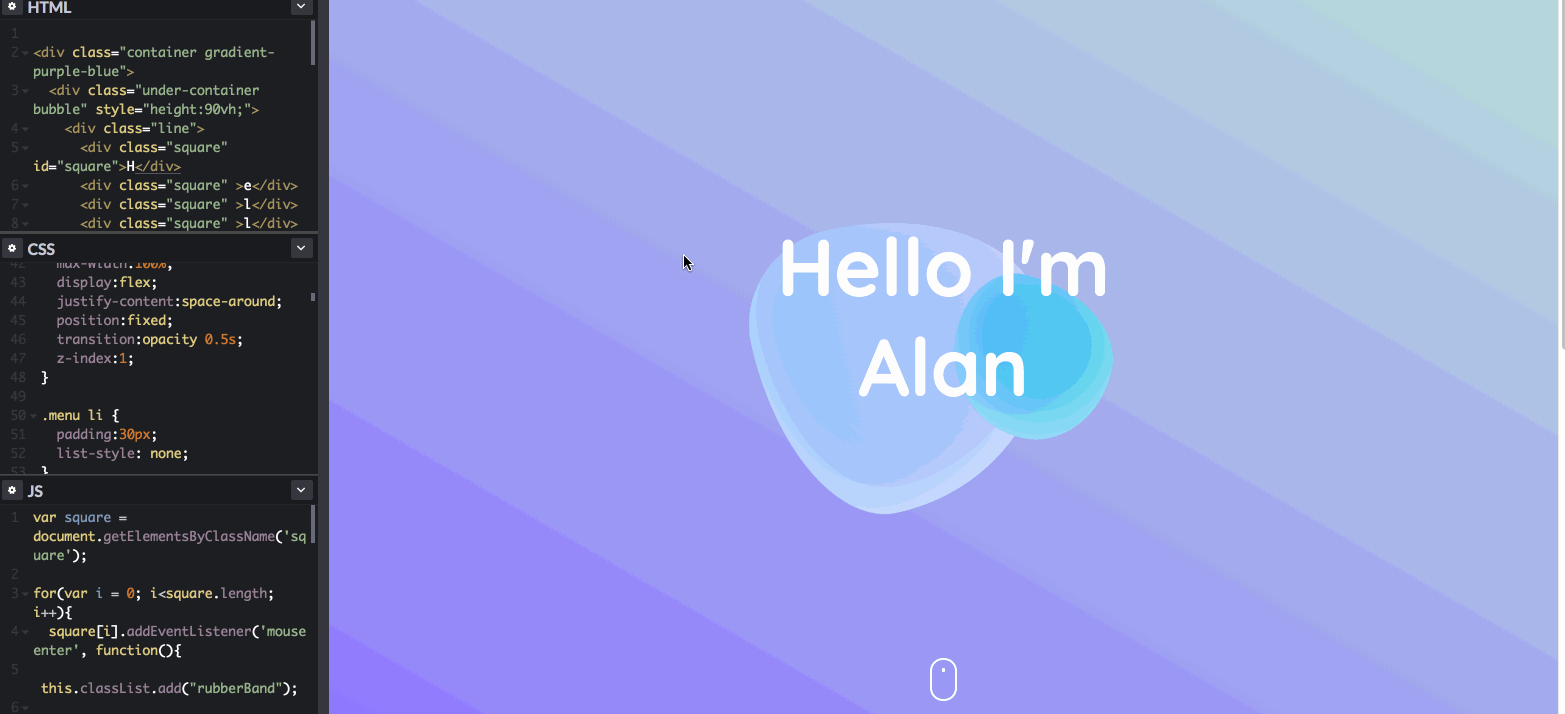 HTML
1
2 <div class="container gradient-
purple-blue">
3 <div class="under-container
bubble" style="height:90vh;">
4 <div class="line">
5 <div class="square"
id="square">H</div>
6 <div class="square" >e</div>
7 <div class="square" >l</div>
8 <div class="square" >l</div>
CSS
42 max-width:100%;
43 display:flex;
44 justify-content:space-around;
45 position:fixed;
46 transition:opacity 0.5s;
47 z-index:1;
48 }
49
50 .menu li {
51 padding:30px;
52 list-style: none;
53 }
JS
1 var square =
document.getElementsByClassName('sq
uare');
2
3 for(var i = 0; i<square.length;
i++){
4 square[i].addEventListener('mouse
enter', function(){
5
this.classList.add("rubberBand");
6
Hello I'm
Alan